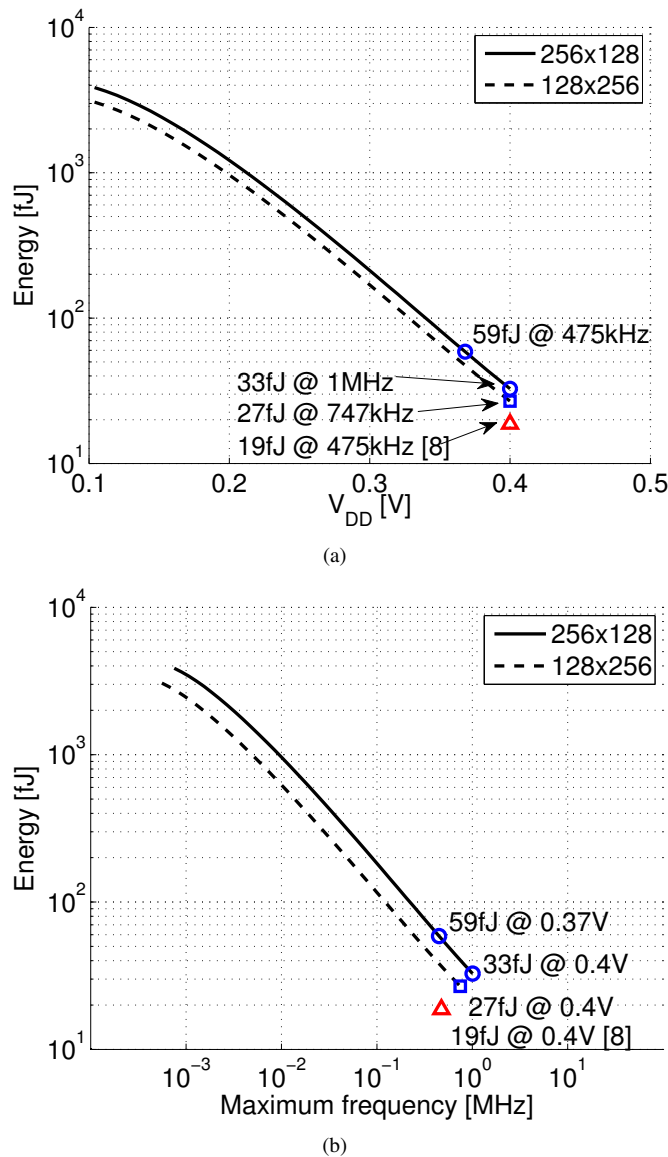 10^4
10^3
10^2
10^1
Energy [fJ]
256x128
128x256
59fJ @ 475kHz
33fJ @ 1MHz
27fJ @ 747kHz
19fJ @ 475kHz [8]
0.1 0.2 0.3 0.4 0.5
V_DD [V]
(a)
10^4
10^3
10^2
10^1
Energy [fJ]
256x128
128x256
59fJ @ 0.37V
33fJ @ 0.4V
27fJ @ 0.4V
19fJ @ 0.4V [8]
10^-3 10^-2 10^-1 10^0 10^1
Maximum frequency [MHz]
(b)